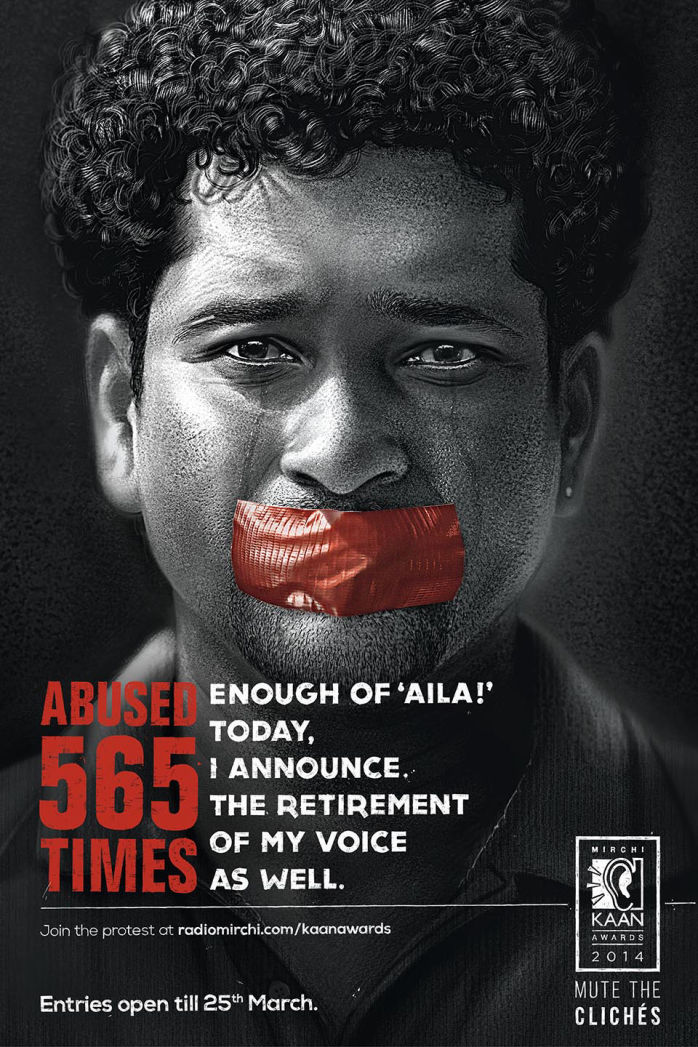 ABUSED
565
TIMES
ENOUGH OF ‘AILA!’
TODAY,
I ANNOUNCE.
THE RETIREMENT
OF MY VOICE
AS WELL.
Join the protest at radiomirchi.com/kaanawards
Entries open till 25th March.
MIRCHI
KAAN
AWARDS
2014
MUTE THE
CLICHÉS